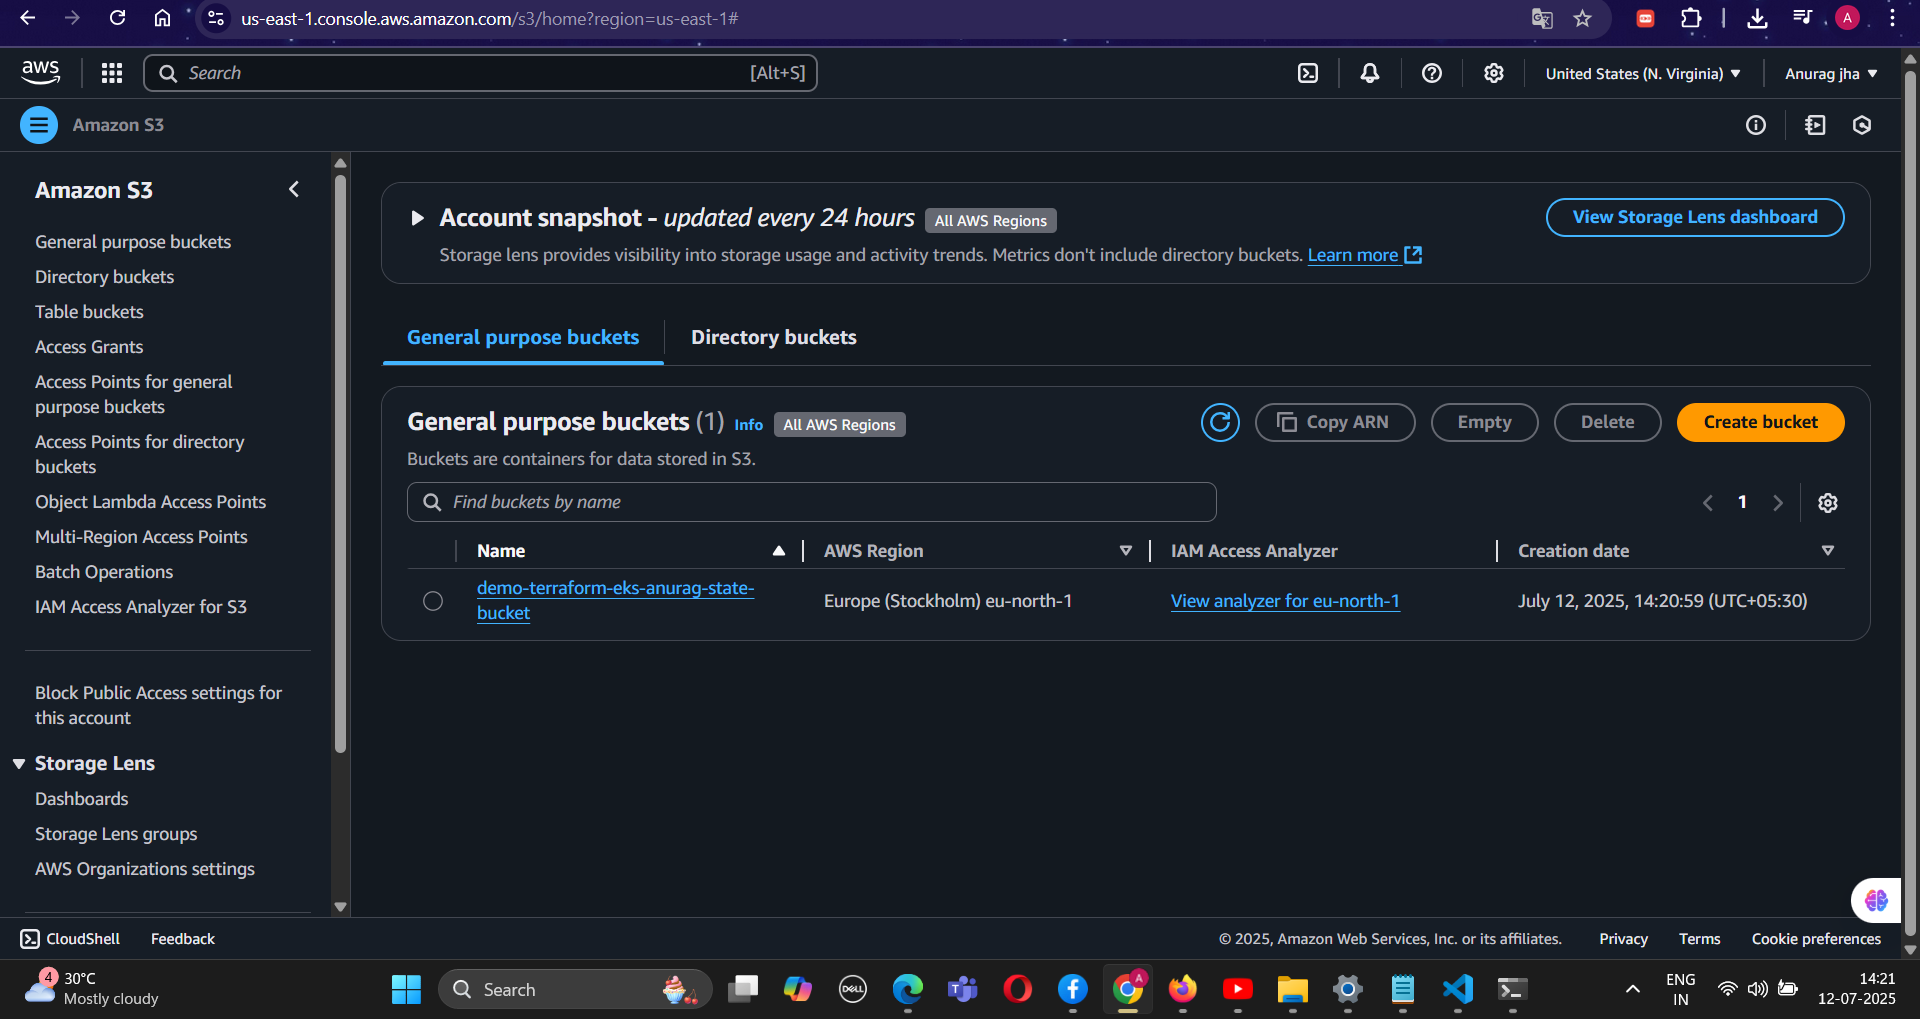 us-east-1.console.aws.amazon.com/s3/home?region=us-east-1#
A
aws
Search
[Alt+S]
United States (N. Virginia)
Anurag jha
Amazon S3
Amazon S3
General purpose buckets
Directory buckets
Table buckets
Access Grants
Access Points for general
purpose buckets
Access Points for directory
buckets
Object Lambda Access Points
Multi-Region Access Points
Batch Operations
IAM Access Analyzer for S3
Block Public Access settings for
this account
Storage Lens
Dashboards
Storage Lens groups
AWS Organizations settings
Account snapshot - updated every 24 hours
All AWS Regions
View Storage Lens dashboard
Storage lens provides visibility into storage usage and activity trends. Metrics don't include directory buckets. Learn more
General purpose buckets
Directory buckets
General purpose buckets (1)
Info
All AWS Regions
Copy ARN
Empty
Delete
Create bucket
Buckets are containers for data stored in S3.
Find buckets by name
1
Name
AWS Region
IAM Access Analyzer
Creation date
demo-terraform-eks-anurag-state-
bucket
Europe (Stockholm) eu-north-1
View analyzer for eu-north-1
July 12, 2025, 14:20:59 (UTC+05:30)
CloudShell
Feedback
© 2025, Amazon Web Services, Inc. or its affiliates.
Privacy
Terms
Cookie preferences
4
30°C
Mostly cloudy
Search
DELL
T
A
ENG
IN
14:21
12-07-2025